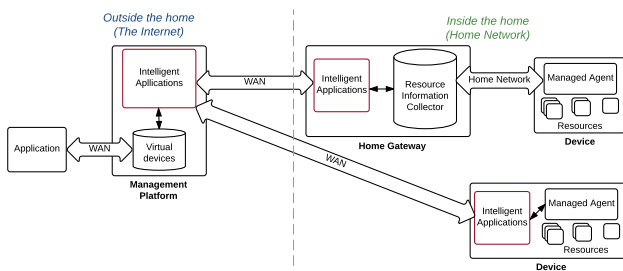 Outside the home
(The Internet)
Inside the home
(Home Network)
Intelligent
Apllications
WAN
Intelligent
Applications
Resource
Information
Collector
Home Network
Managed Agent
Resources
Device
Home Gateway
Application
WAN
Virtual
devices
Management
Platform
WAN
Intelligent
Applications
Managed Agent
Resources
Device